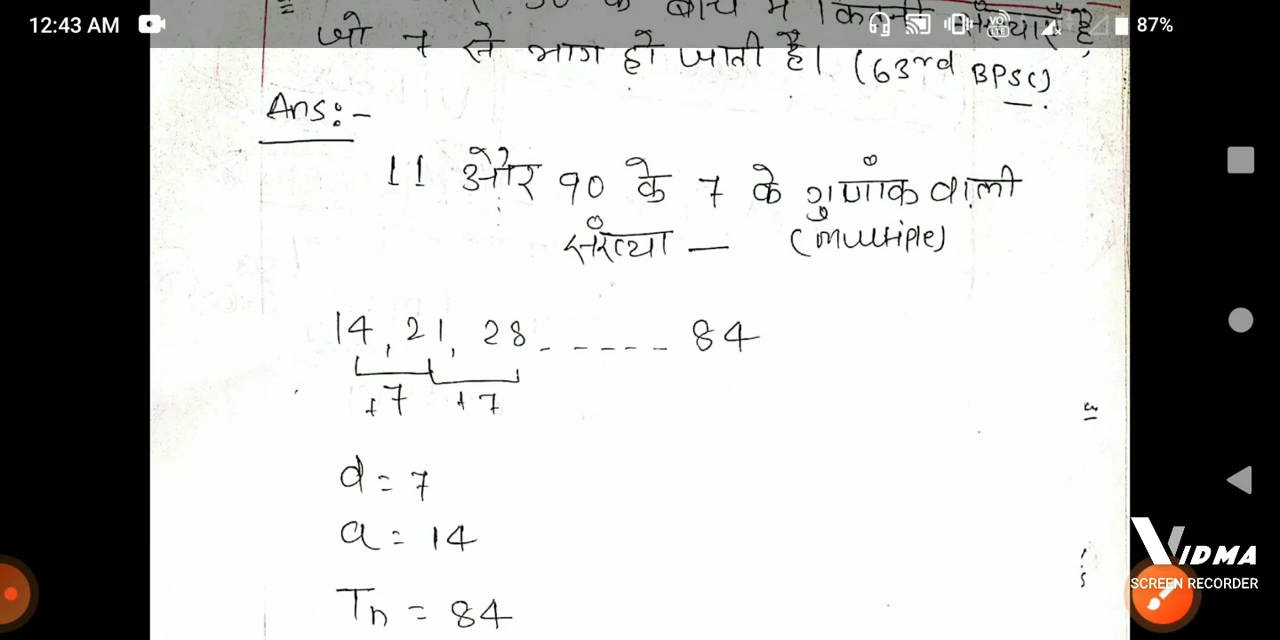 12:43 AM
87%
के बीच में
जो 7 से भाग हो जाती है। (63rd BPSC)
Ans:-
11 और 90 के 7 के गुणांक वाली
संख्या — (Multiple)
14, 21, 28 - - - - - 84
+7 +7
d = 7
a = 14
Tn = 84
VIDMA
SCREEN RECORDER